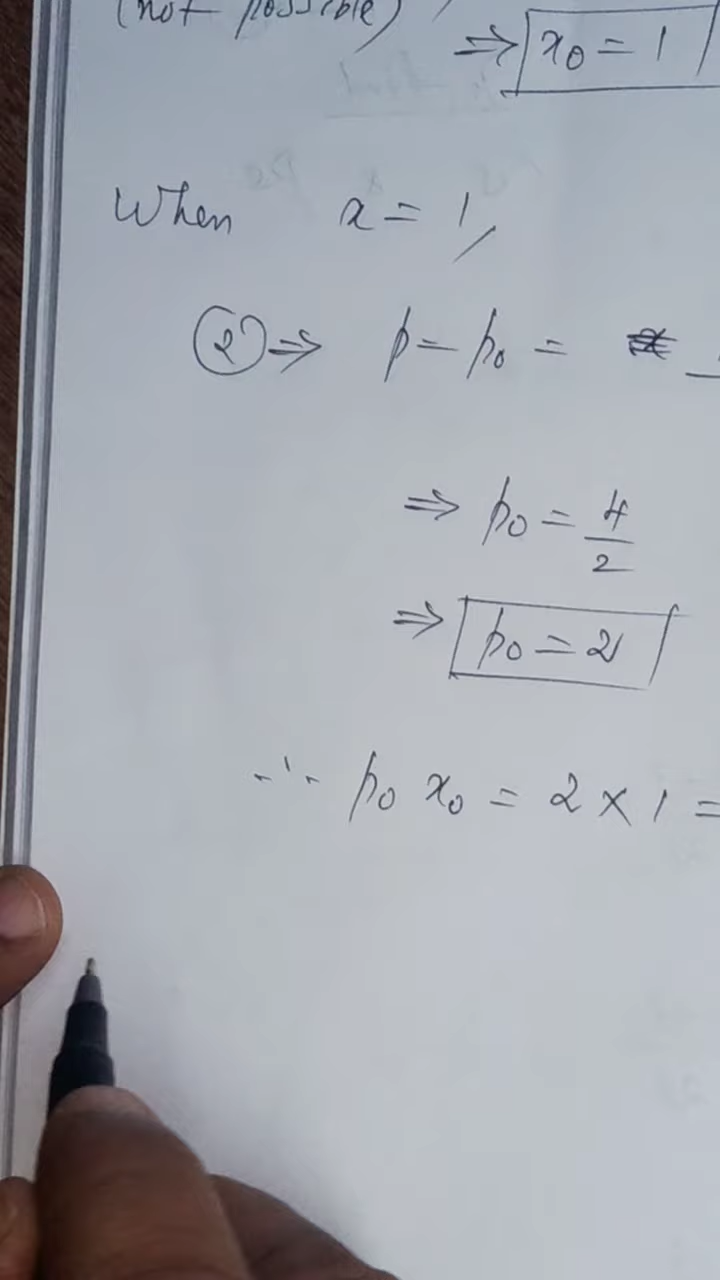 (not possible)
⇒ x₀ = 1
When x = 1,
② ⇒ p = p₀ =
⇒ p₀ = 4/2
⇒ p₀ = 2
∴ p₀ x₀ = 2 × 1 =